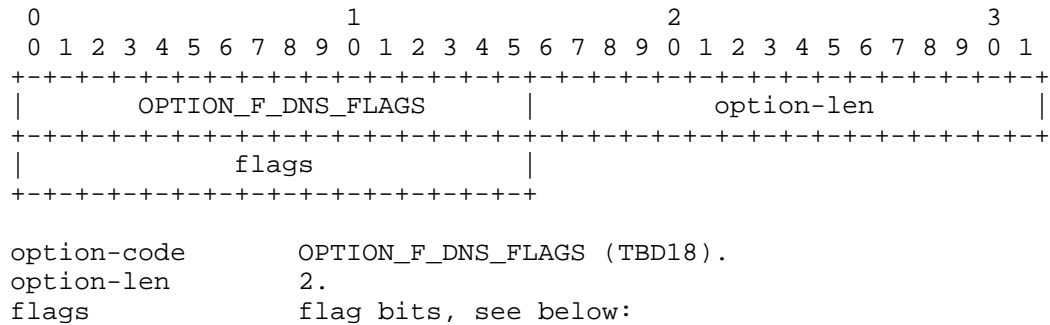 0                   1                   2                   3
 0 1 2 3 4 5 6 7 8 9 0 1 2 3 4 5 6 7 8 9 0 1 2 3 4 5 6 7 8 9 0 1
+-+-+-+-+-+-+-+-+-+-+-+-+-+-+-+-+-+-+-+-+-+-+-+-+-+-+-+-+-+-+-+-+
|       OPTION_F_DNS_FLAGS      |           option-len          |
+-+-+-+-+-+-+-+-+-+-+-+-+-+-+-+-+-+-+-+-+-+-+-+-+-+-+-+-+-+-+-+-+
|             flags             |
+-+-+-+-+-+-+-+-+-+-+-+-+-+-+-+-+

option-code       OPTION_F_DNS_FLAGS (TBD18).
option-len        2.
flags             flag bits, see below: